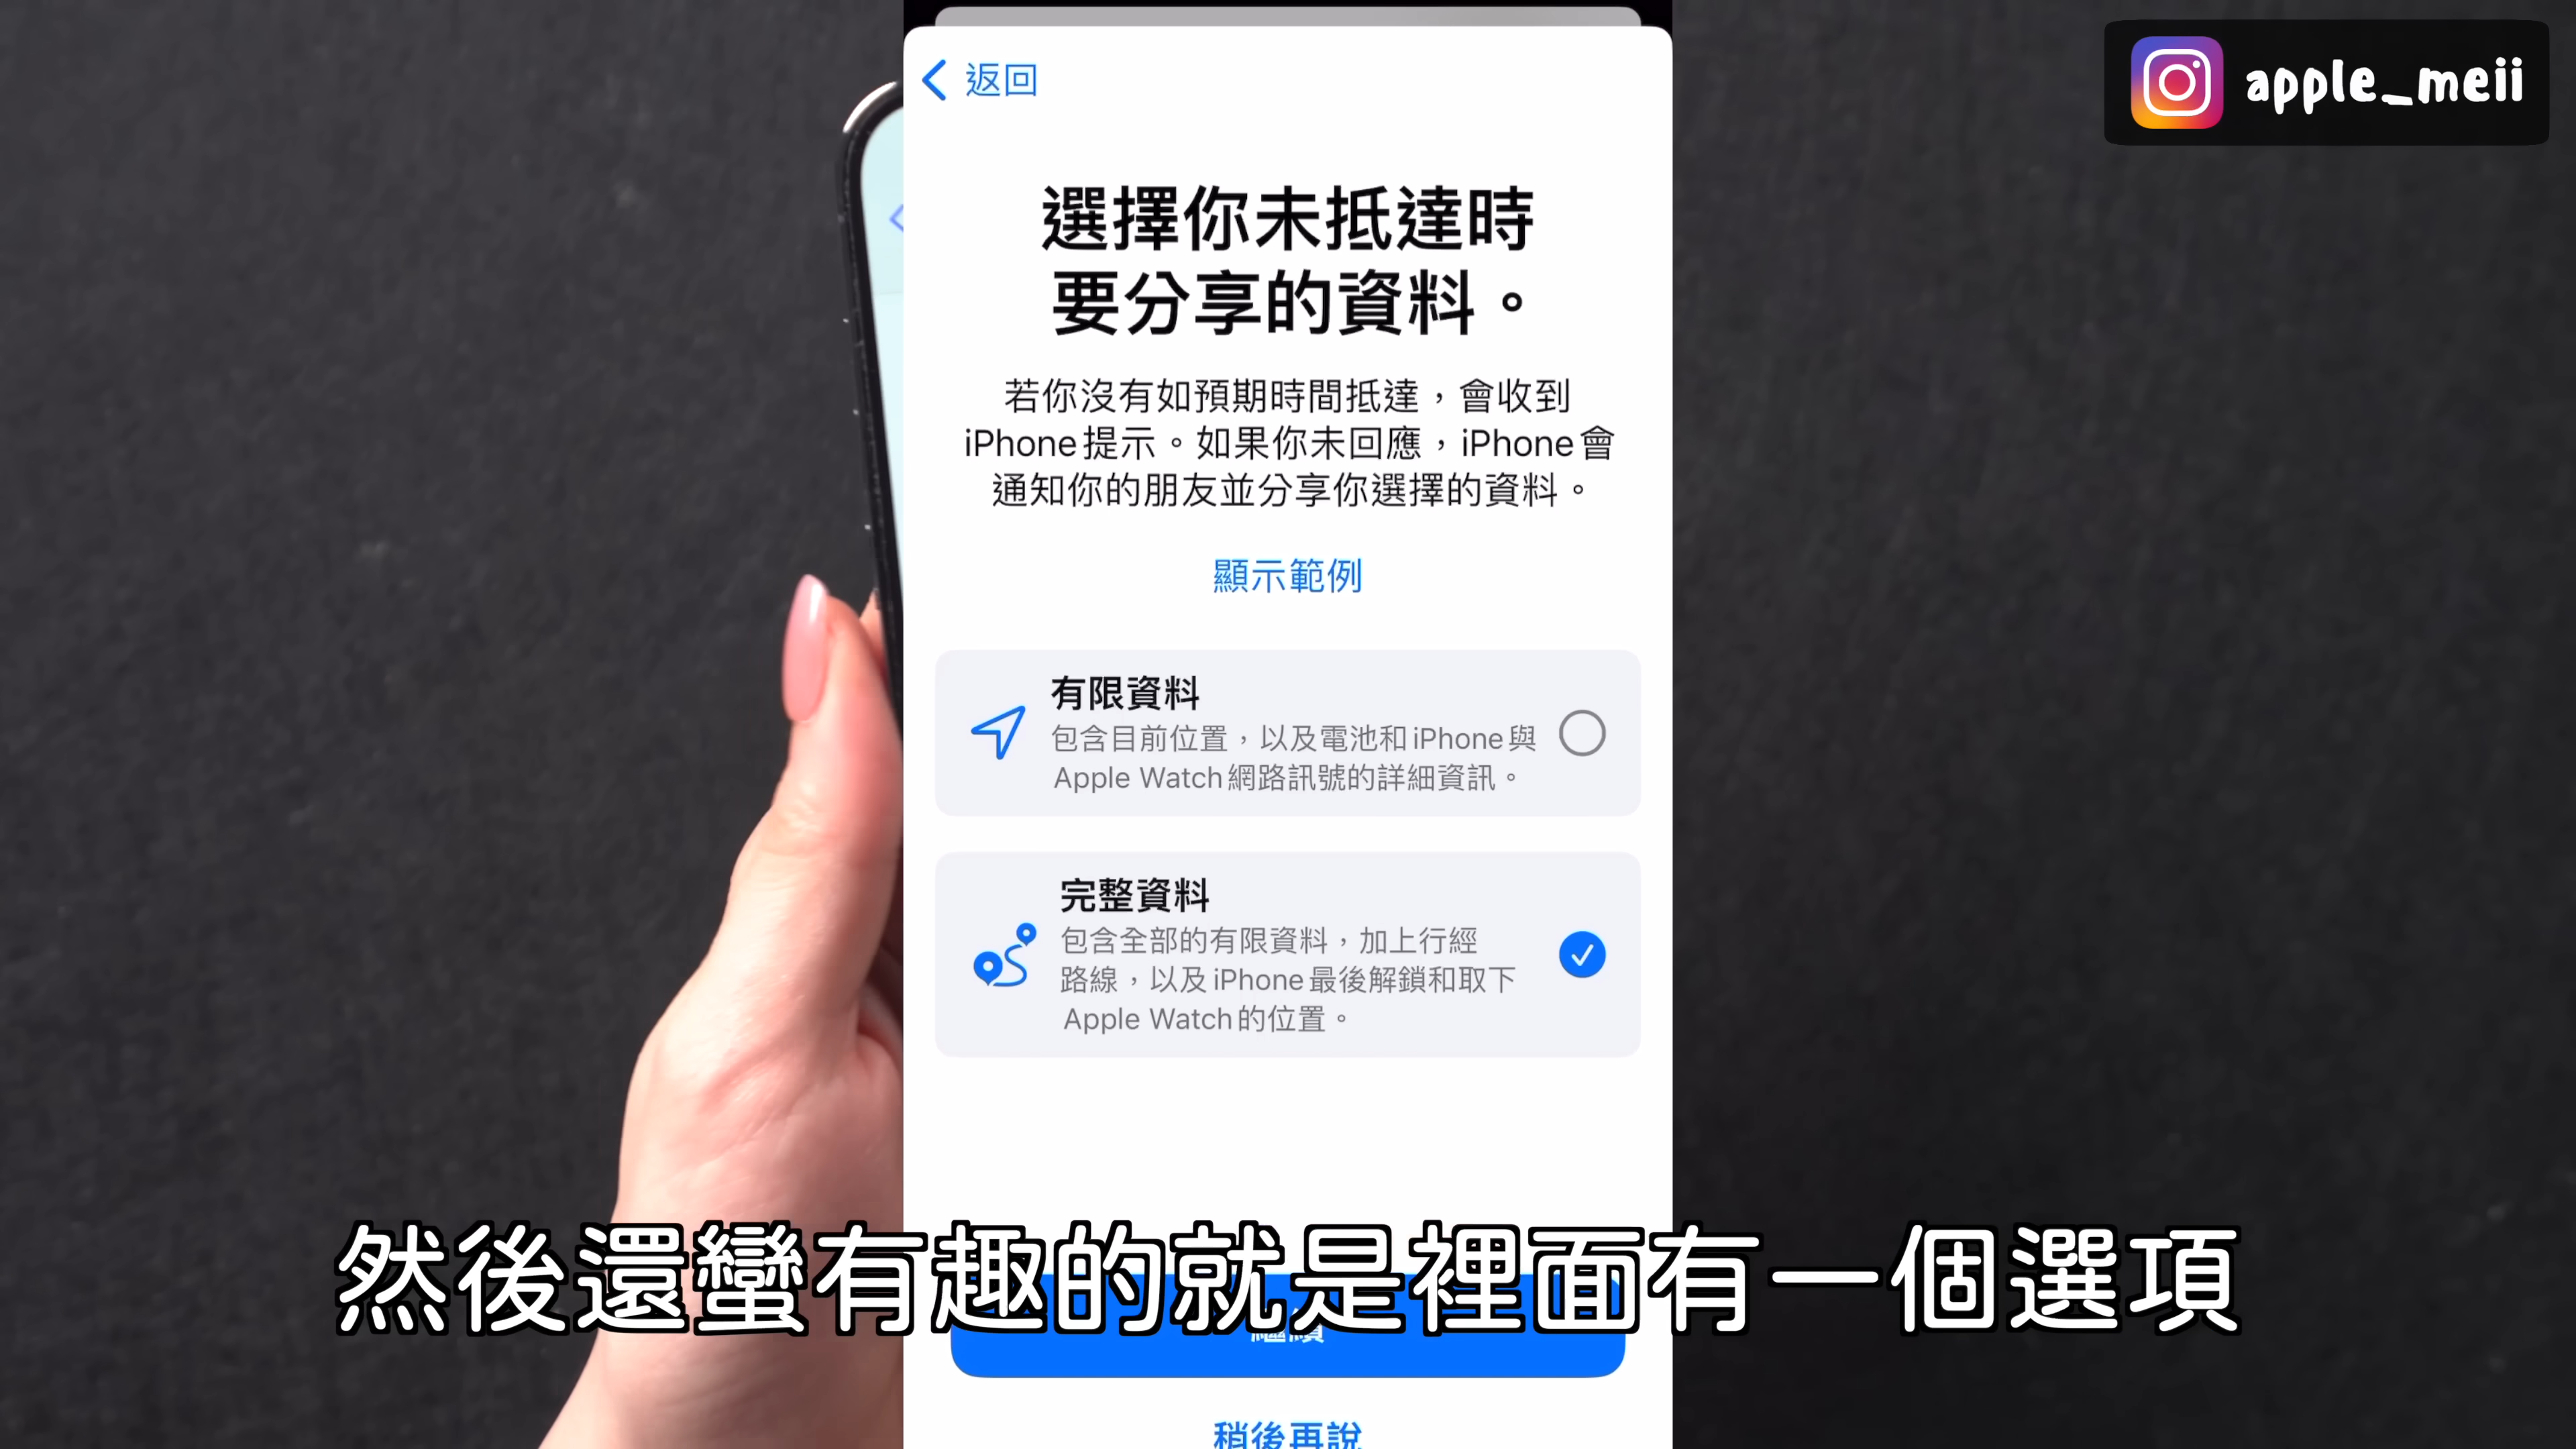 返回
apple_meii
選擇你未抵達時
要分享的資料。
若你沒有如預期時間抵達，會收到
iPhone提示。如果你未回應，iPhone會
通知你的朋友並分享你選擇的資料。
顯示範例
有限資料
包含目前位置，以及電池和iPhone與
Apple Watch網路訊號的詳細資訊。
完整資料
包含全部的有限資料，加上行經
路線，以及iPhone最後解鎖和取下
Apple Watch的位置。
然後還蠻有趣的就是裡面有一個選項
繼續
稍後再說